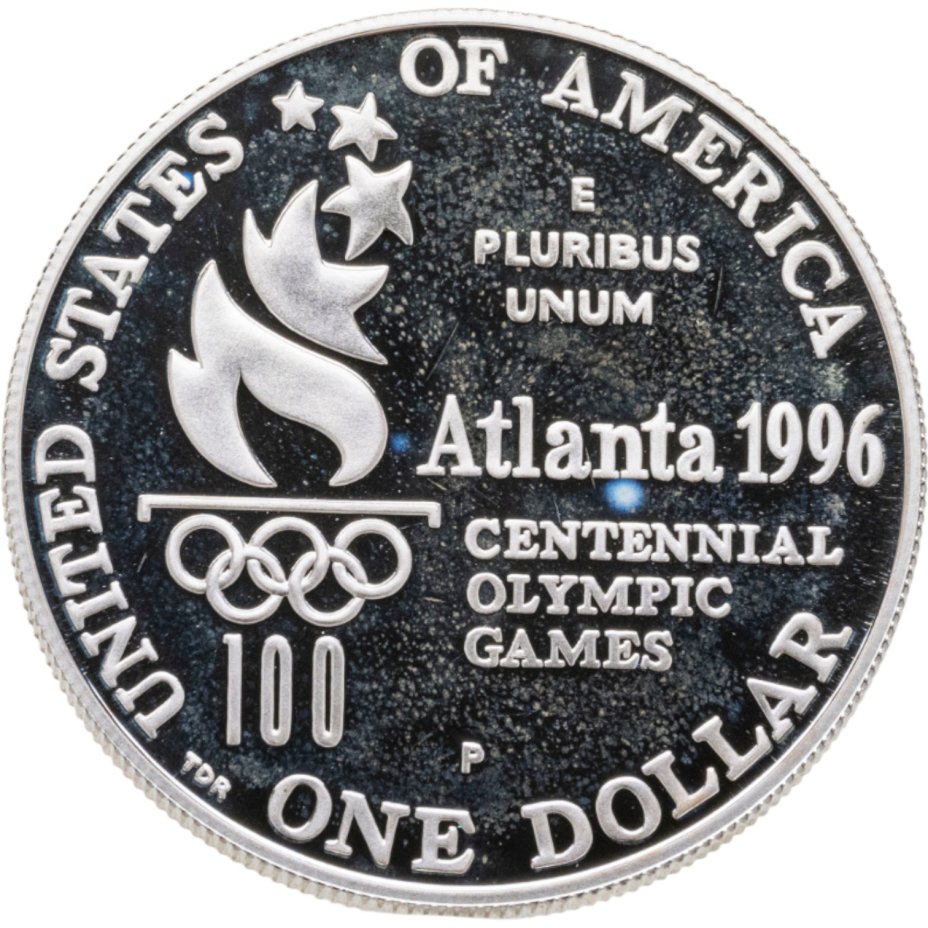 UNITED STATES OF AMERICA
E
PLURIBUS
UNUM
Atlanta 1996
CENTENNIAL
OLYMPIC
GAMES
100
P
TDR
ONE DOLLAR